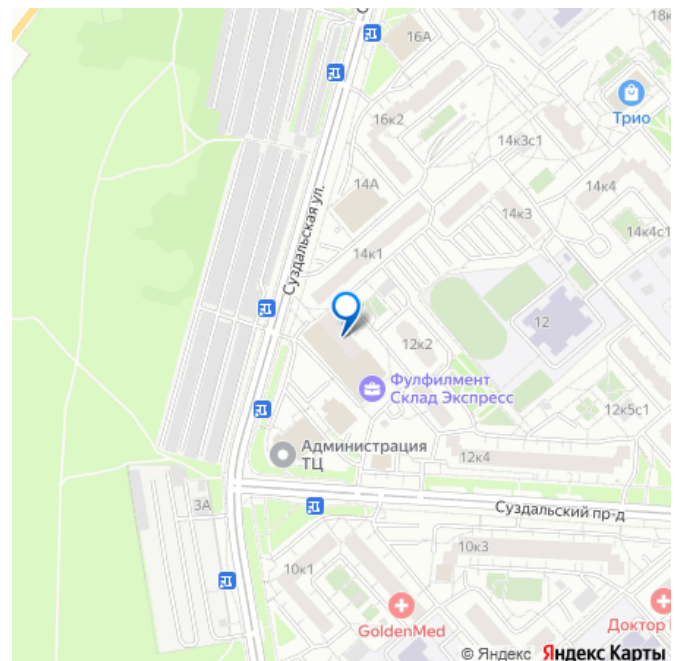 16А
18к
16к2
Трио
14к3с1
14А
14к4
Суздальская ул.
14к3
14к4с1
14к1
12
12к2
Фулфилмент
Склад Экспресс
12к5с1
Администрация
ТЦ
12к4
3А
Суздальский пр-д
10к3
10к1
GoldenMed
Доктор
© Яндекс Яндекс Карты